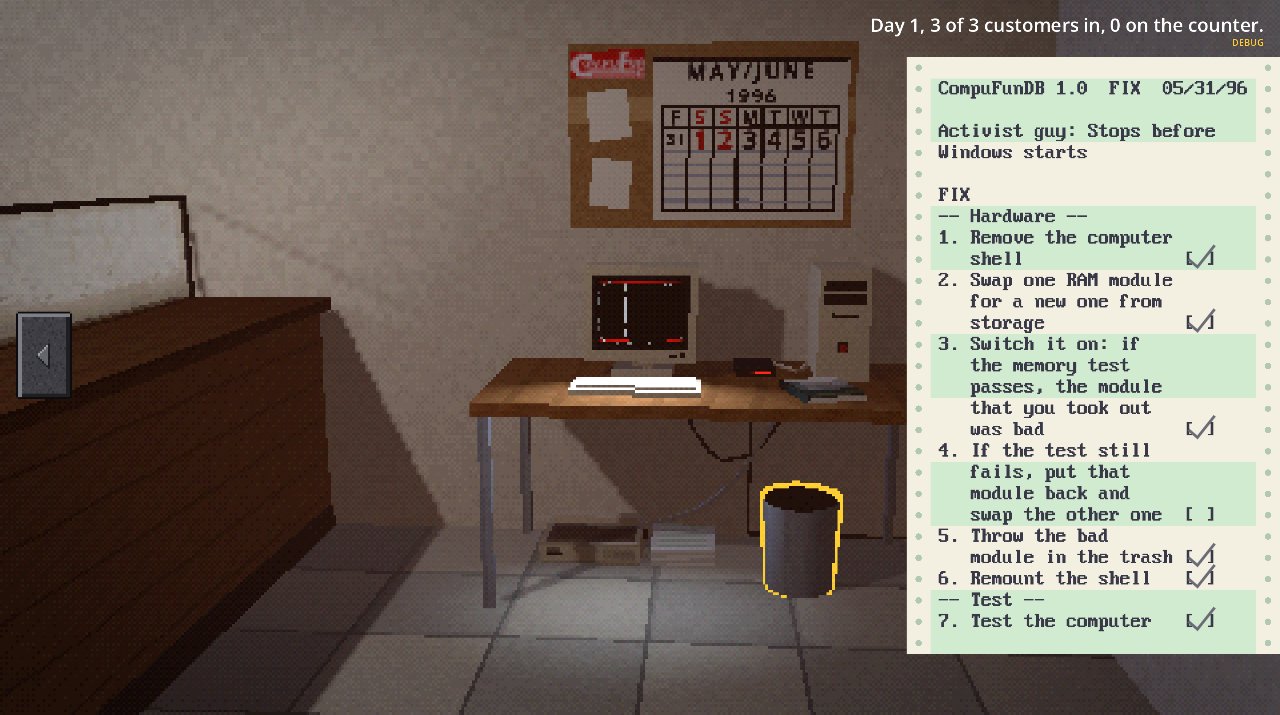 Day 1, 3 of 3 customers in, 0 on the counter.
DEBUG
MAY/JUNE
1996
F S S M T W T
31 1 2 3 4 5 6
CompuFunDB 1.0 FIX 05/31/96
Activist guy: Stops before
Windows starts
FIX
-- Hardware --
1. Remove the computer
shell [✓]
2. Swap one RAM module
for a new one from
storage [✓]
3. Switch it on: if
the memory test
passes, the module
that you took out
was bad [✓]
4. If the test still
fails, put that
module back and
swap the other one [ ]
5. Throw the bad
module in the trash [✓]
6. Remount the shell [✓]
-- Test --
7. Test the computer [✓]